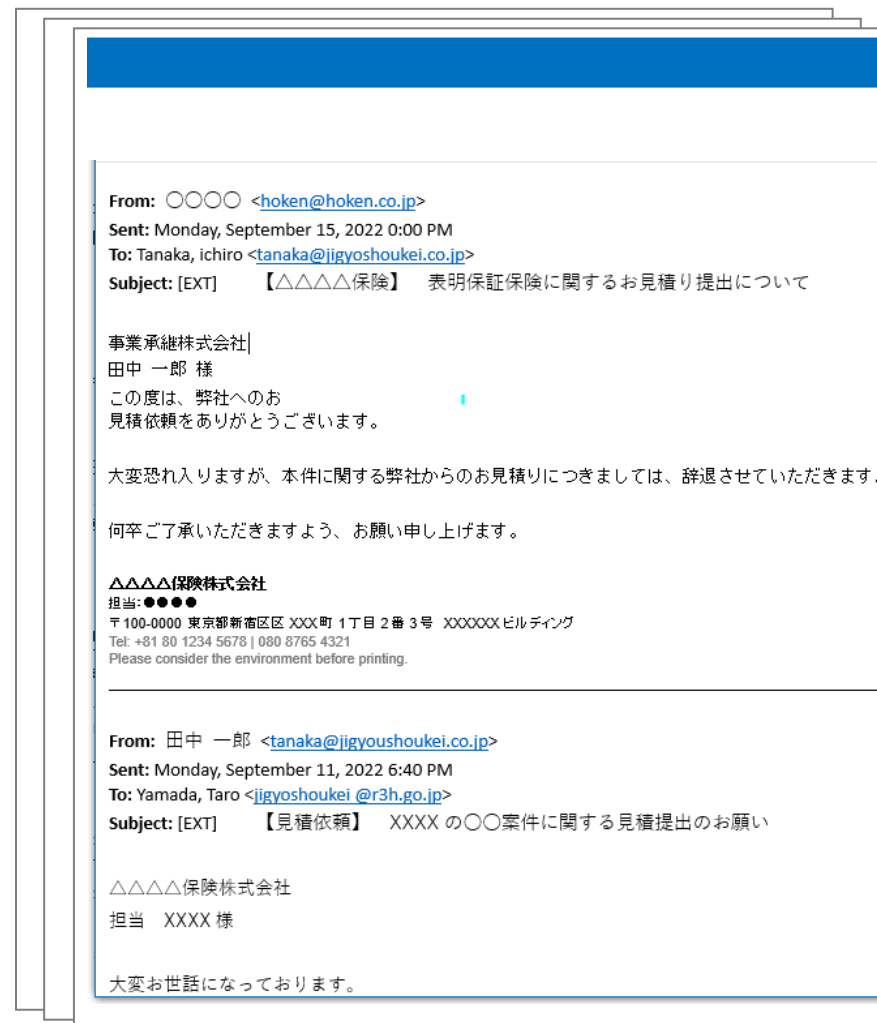 From: 〇〇〇〇 <hoken@hoken.co.jp>
Sent: Monday, September 15, 2022 0:00 PM
To: Tanaka, ichiro <tanaka@jigyoshoukei.co.jp>
Subject: [EXT] 【△△△△保険】 表明保証保険に関するお見積り提出について
事業承継株式会社
田中 一郎 様
この度は、弊社へのお
見積依頼をありがとうございます。
大変恐れ入りますが、本件に関する弊社からのお見積りにつきましては、辞退させていただきます。
何卒ご了承いただきますよう、お願い申し上げます。
△△△△保険株式会社
担当:●●●●
〒100-0000 東京都新宿区区 XXX町 1丁目 2番 3号 XXXXXXビルディング
Tel: +81 80 1234 5678 | 080 8765 4321
Please consider the environment before printing.
From: 田中 一郎 <tanaka@jigyoushoukei.co.jp>
Sent: Monday, September 11, 2022 6:40 PM
To: Yamada, Taro <jigyoshoukei @r3h.go.jp>
Subject: [EXT] 【見積依頼】 XXXX の〇〇案件に関する見積提出のお願い
△△△△保険株式会社
担当 XXXX 様
大変お世話になっております。